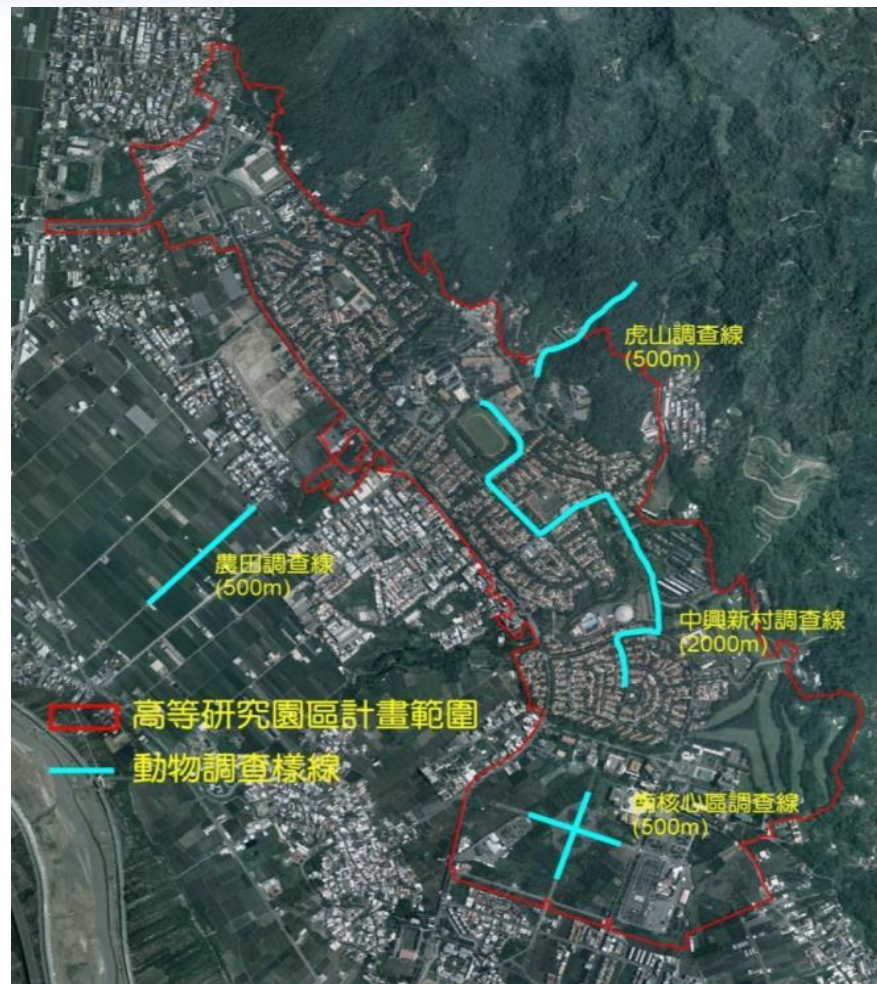 虎山調查線
(500m)
農田調查線
(500m)
中興新村調查線
(2000m)
高等研究園區計畫範圍
動物調查樣線
南核心區調查線
(500m)